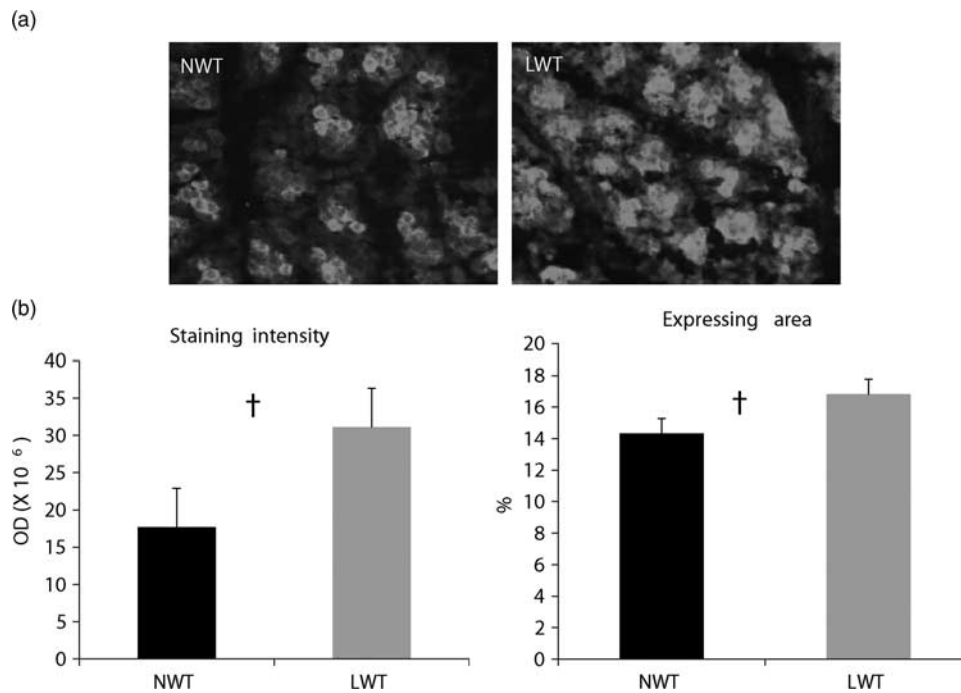 (a)
NWT
LWT
(b)
Staining intensity
40
35
30
25
20
15
10
5
0
OD (X 10 ⁶ )
†
NWT
LWT
Expressing area
20
18
16
14
12
10
8
6
4
2
0
%
†
NWT
LWT